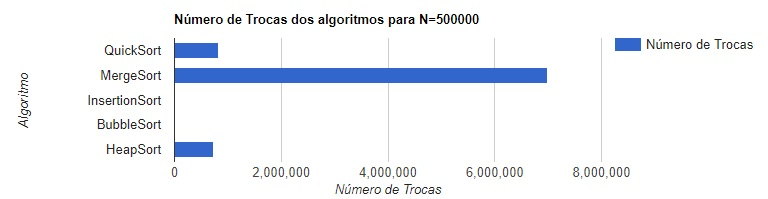 Número de Trocas dos algoritmos para N=500000
QuickSort
MergeSort
InsertionSort
BubbleSort
HeapSort
Algoritmo
0 2,000,000 4,000,000 6,000,000 8,000,000
Número de Trocas
Número de Trocas